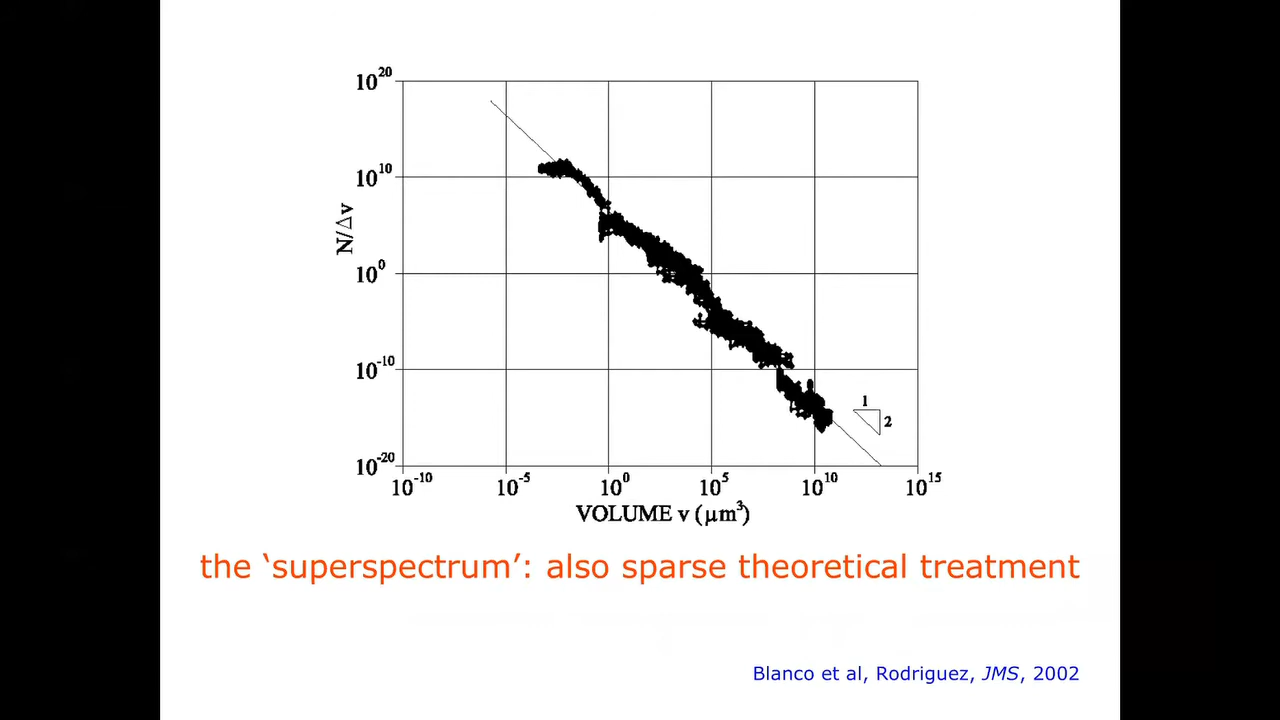 10^20
10^10
10^0
10^-10
10^-20
N/Δv
1
2
10^-10 10^-5 10^0 10^5 10^10 10^15
VOLUME v (μm^3)
the ‘superspectrum’: also sparse theoretical treatment
Blanco et al, Rodriguez, JMS, 2002